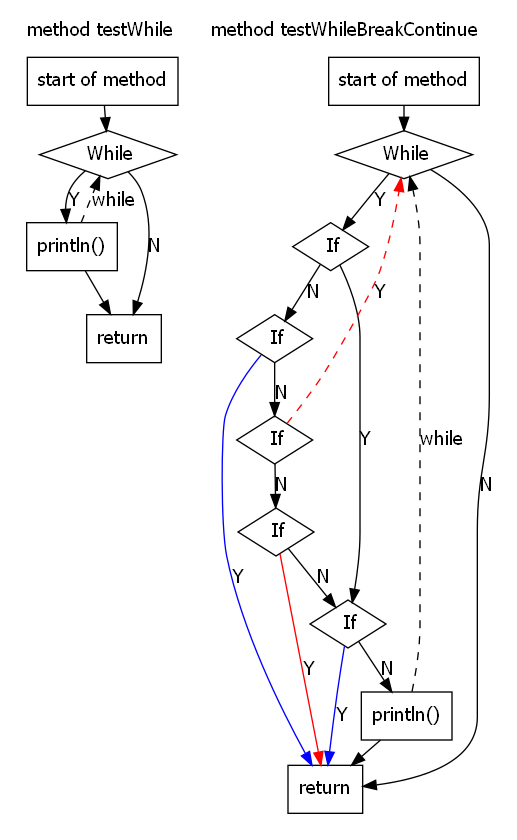 method testWhile
start of method
While
Y
while
println()
N
return
method testWhileBreakContinue
start of method
While
Y
If
N
Y
If
N
If
Y
while
N
N
If
Y
N
If
Y
N
Y
println()
return